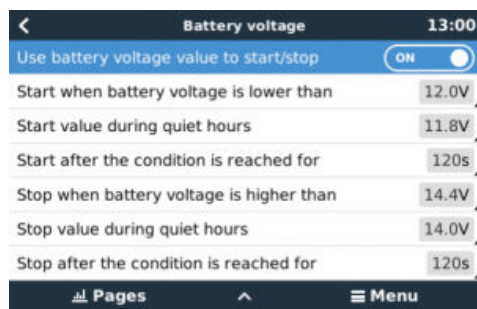 Battery voltage 13:00
Use battery voltage value to start/stop ON
Start when battery voltage is lower than 12.0V
Start value during quiet hours 11.8V
Start after the condition is reached for 120s
Stop when battery voltage is higher than 14.4V
Stop value during quiet hours 14.0V
Stop after the condition is reached for 120s
Pages Menu